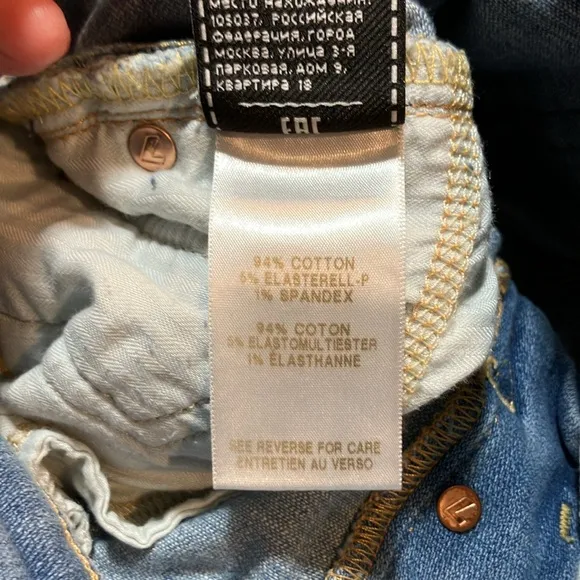 МЕСТО НАХОЖДЕНИЯ:
105037, РОССИЙСКАЯ
ФЕДЕРАЦИЯ, ГОРОД
МОСКВА, УЛИЦА 3-Я
ПАРКОВАЯ, ДОМ 9,
КВАРТИРА 18
EAC
94% COTTON
5% ELASTERELL-P
1% SPANDEX
94% COTON
5% ELASTOMULTIESTER
1% ÉLASTHANNE
SEE REVERSE FOR CARE
ENTRETIEN AU VERSO